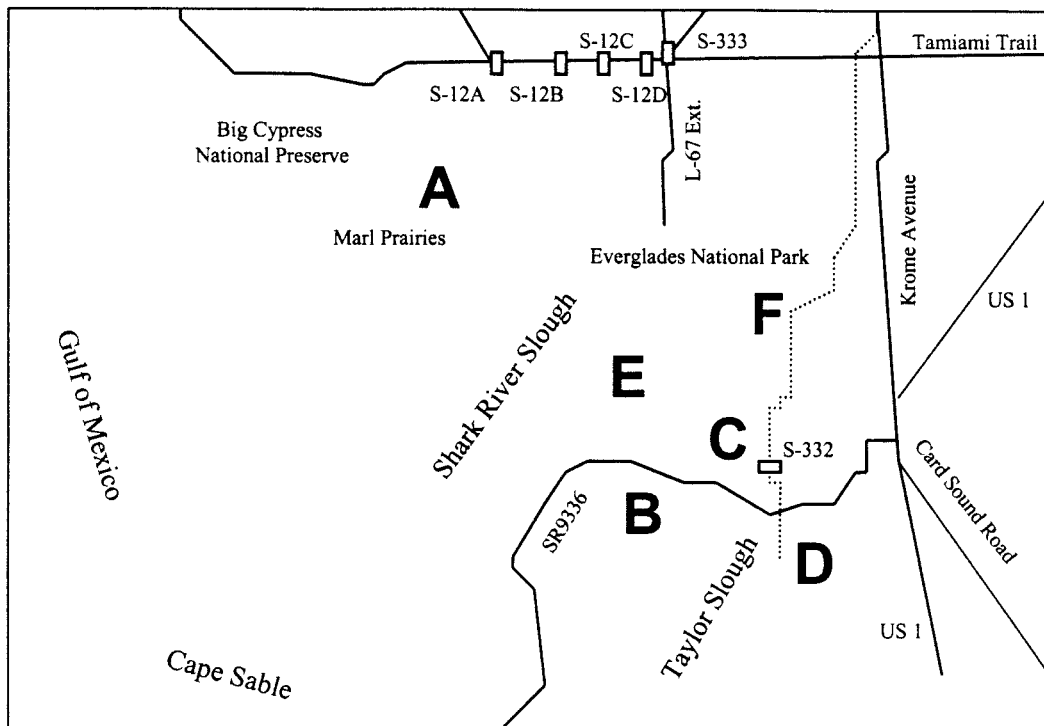 S-12C
S-333
Tamiami Trail
S-12A
S-12B
S-12D
Big Cypress
National Preserve
A
L-67 Ext.
Marl Prairies
Everglades National Park
Krome Avenue
US 1
F
Gulf of Mexico
Shark River Slough
E
C
S-332
Card Sound Road
SR9336
B
D
Taylor Slough
US 1
Cape Sable